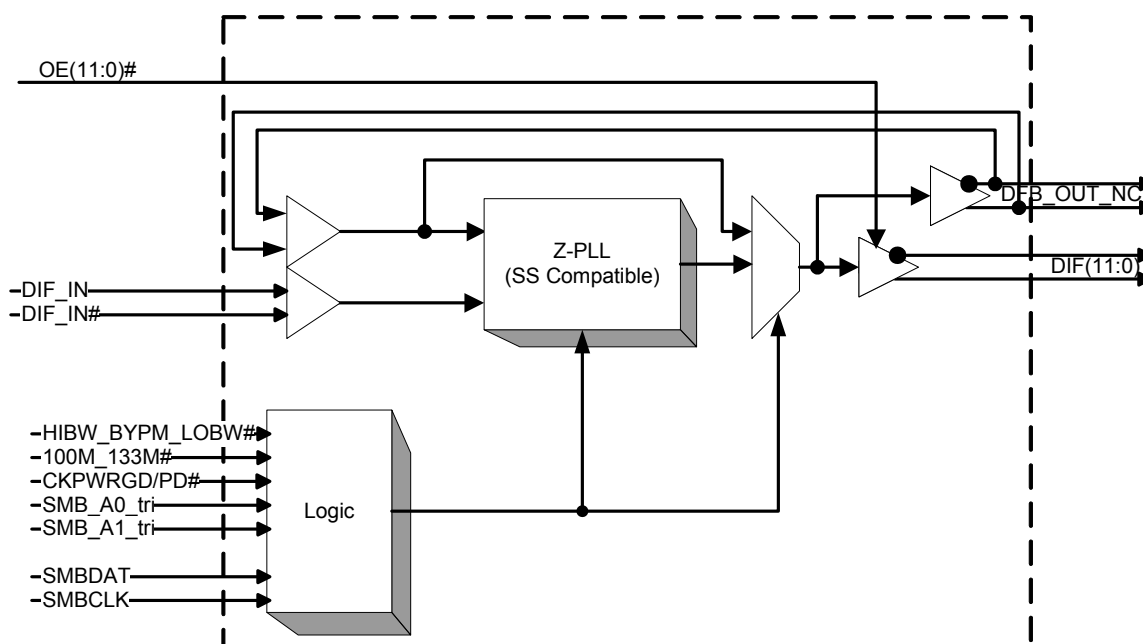 OE(11:0)#
DFB_OUT_NC
Z-PLL
(SS Compatible)
DIF(11:0)
DIF_IN
DIF_IN#
HIBW_BYPM_LOBW#
100M_133M#
CKPWRGD/PD#
SMB_A0_tri
SMB_A1_tri
Logic
SMBDAT
SMBCLK